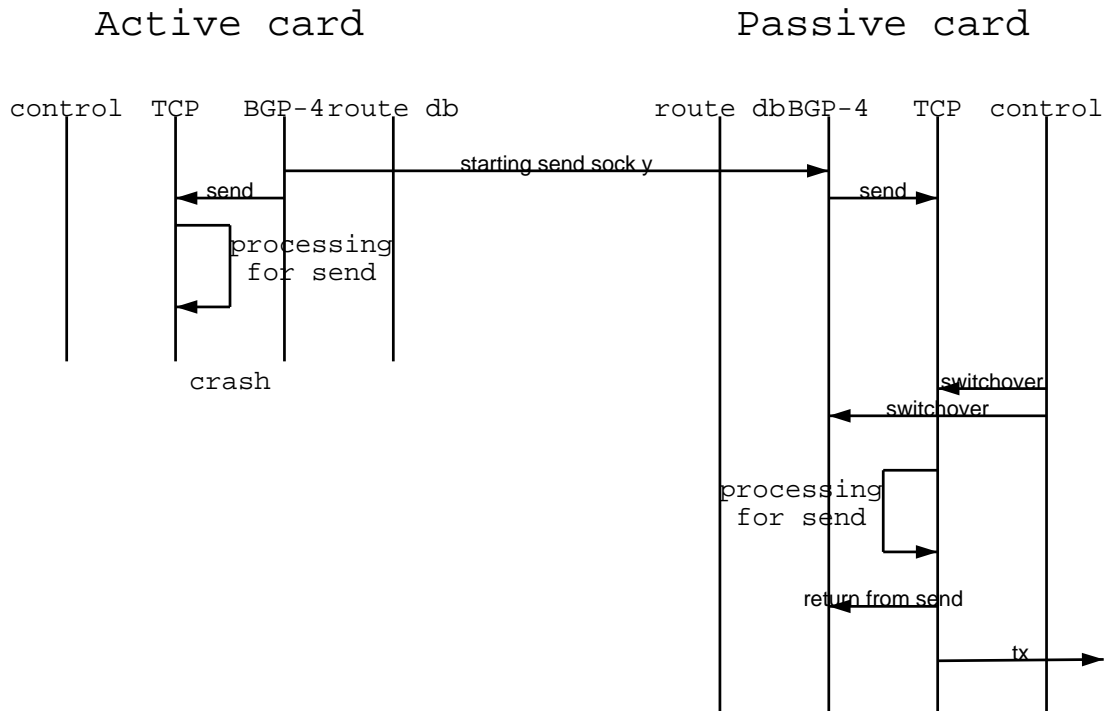 Active card
Passive card
control TCP BGP-4 route db
route db BGP-4 TCP control
starting send sock y
send
send
processing
for send
crash
switchover
switchover
processing
for send
return from send
tx